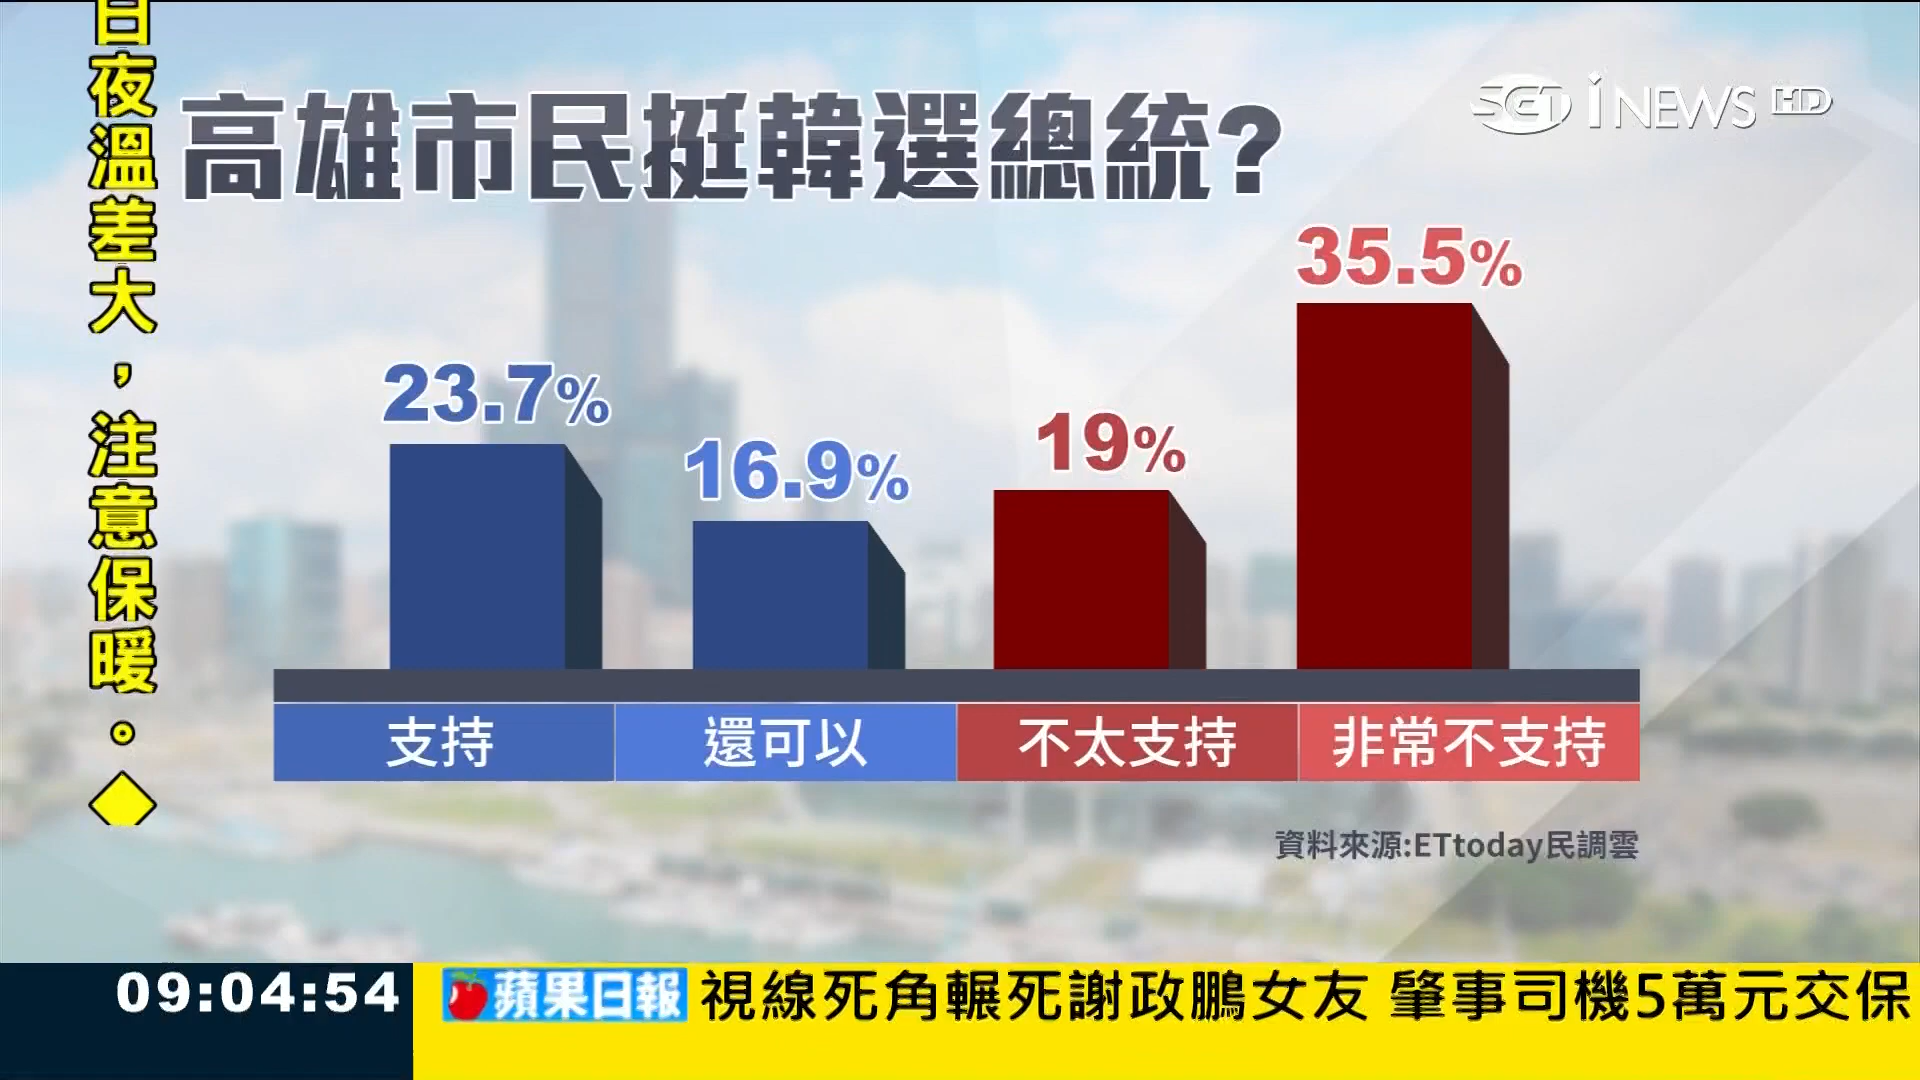 日夜溫差大，注意保暖。
SET iNEWS HD
高雄市民挺韓選總統?
23.7%
16.9%
19%
35.5%
支持
還可以
不太支持
非常不支持
資料來源:ETtoday民調雲
09:04:54
蘋果日報 視線死角輾死謝政鵬女友 肇事司機5萬元交保